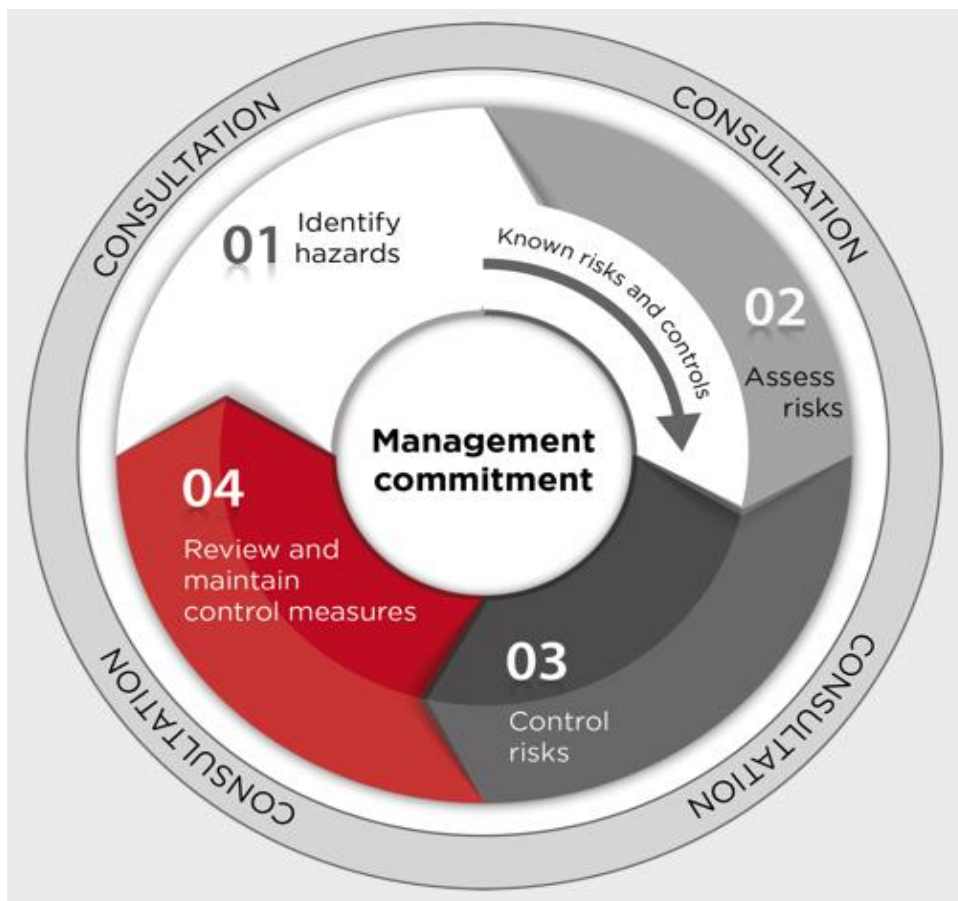 CONSULTATION
CONSULTATION
01
Identify
hazards
Known risks and controls
02
Assess
risks
Management
commitment
04
Review and
maintain
control measures
03
Control
risks
CONSULTATION
CONSULTATION